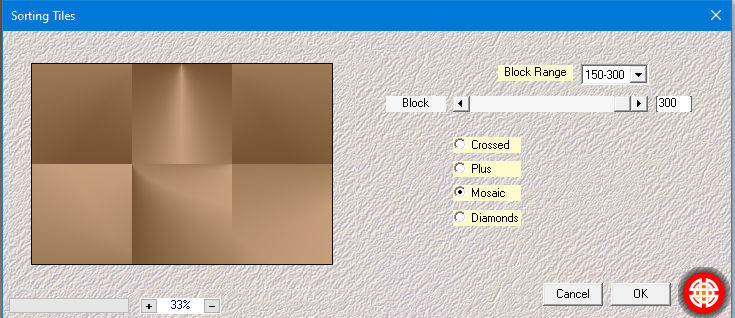 Sorting Tiles
Block Range 150-300
Block 300
Crossed
Plus
Mosaic
Diamonds
Cancel OK
+ 33% −